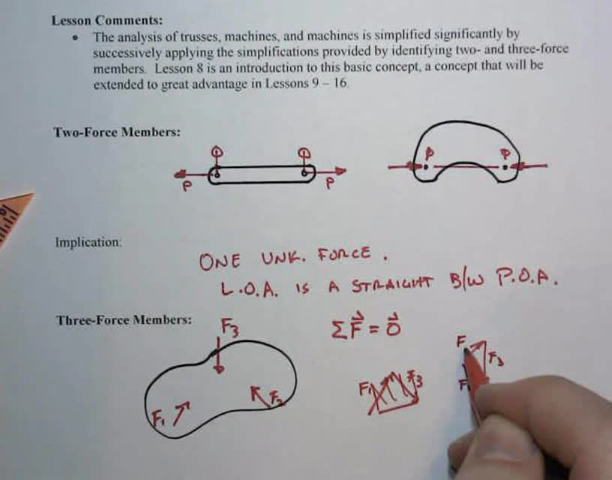 Lesson Comments:
• The analysis of trusses, machines, and machines is simplified significantly by
successively applying the simplifications provided by identifying two- and three-force
members. Lesson 8 is an introduction to this basic concept, a concept that will be
extended to great advantage in Lessons 9 – 16.
Two-Force Members:
① ①
P P
P P
Implication:
ONE UNK. FORCE.
L.O.A. IS A STRAIGHT B/W P.O.A.
Three-Force Members:
F3
ΣF⃗ = 0⃗
F1 F2
F1 F3
F F3
F